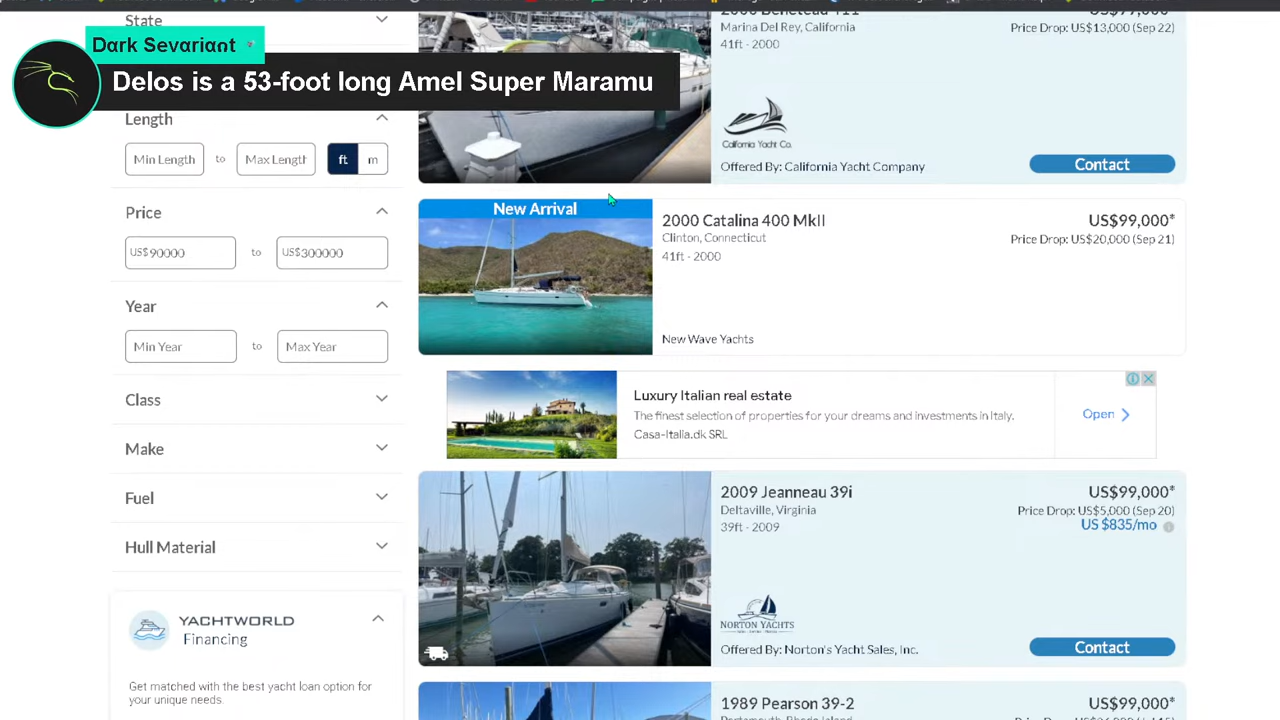 State
US$99,000*
Marina Del Rey, California
Price Drop: US$13,000 (Sep 22)
41ft - 2000
Dark Sevariant
Delos is a 53-foot long Amel Super Maramu
Length
Min Length
to
Max Length
ft
m
California Yacht Co.
Offered By: California Yacht Company
Contact
Price
US$90000
to
US$300000
New Arrival
2000 Catalina 400 MkII
US$99,000*
Clinton, Connecticut
Price Drop: US$20,000 (Sep 21)
41ft - 2000
New Wave Yachts
Year
Min Year
to
Max Year
Luxury Italian real estate
The finest selection of properties for your dreams and investments in Italy.
Casa-Italia.dk SRL
Open
Class
Make
Fuel
Hull Material
2009 Jeanneau 39i
US$99,000*
Deltaville, Virginia
Price Drop: US$5,000 (Sep 20)
39ft - 2009
US $835/mo
NORTON YACHTS
Offered By: Norton's Yacht Sales, Inc.
Contact
YACHTWORLD
Financing
Get matched with the best yacht loan option for
your unique needs.
1989 Pearson 39-2
US$99,000*